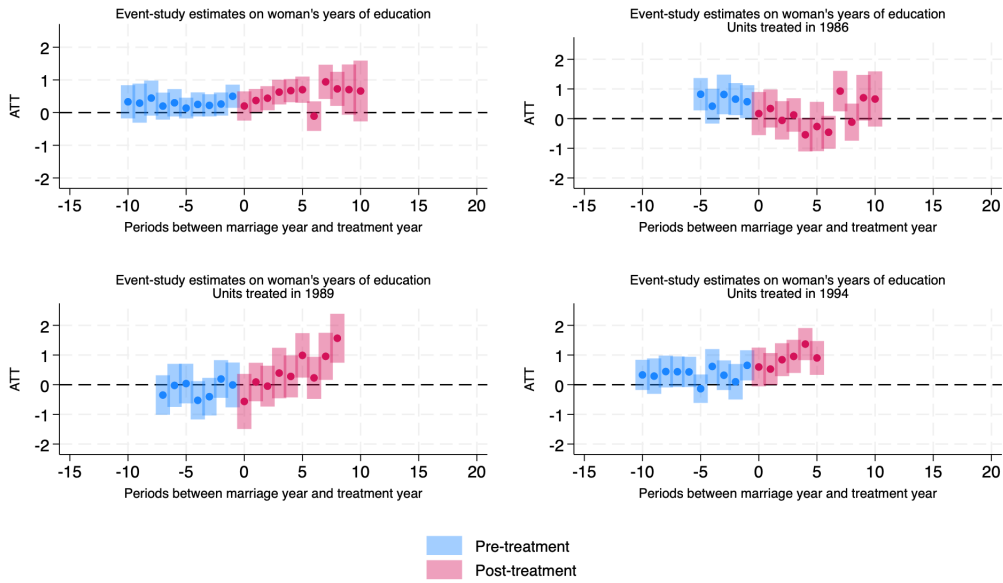 Event-study estimates on woman's years of education
ATT
2
1
0
-1
-2
-15 -10 -5 0 5 10 15 20
Periods between marriage year and treatment year
Event-study estimates on woman's years of education
Units treated in 1986
ATT
2
1
0
-1
-2
-15 -10 -5 0 5 10 15 20
Periods between marriage year and treatment year
Event-study estimates on woman's years of education
Units treated in 1989
ATT
2
1
0
-1
-2
-15 -10 -5 0 5 10 15 20
Periods between marriage year and treatment year
Event-study estimates on woman's years of education
Units treated in 1994
ATT
2
1
0
-1
-2
-15 -10 -5 0 5 10 15 20
Periods between marriage year and treatment year
Pre-treatment
Post-treatment